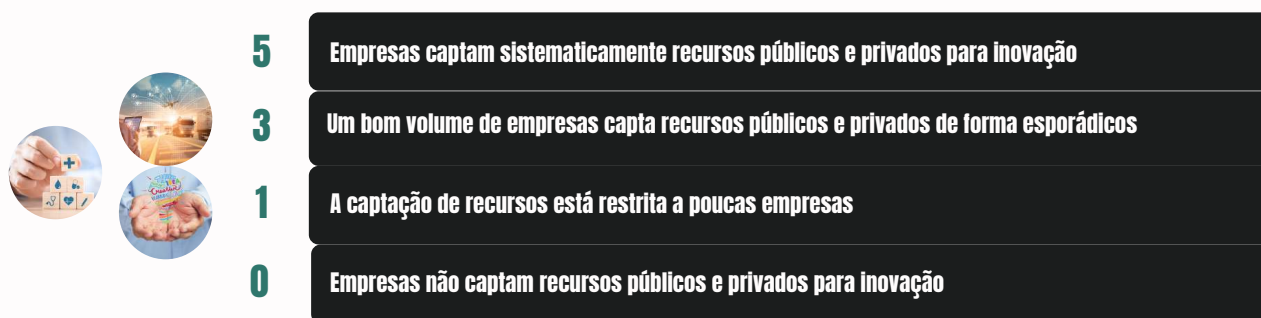 5
Empresas captam sistematicamente recursos públicos e privados para inovação
3
Um bom volume de empresas capta recursos públicos e privados de forma esporádicos
1
A captação de recursos está restrita a poucas empresas
0
Empresas não captam recursos públicos e privados para inovação